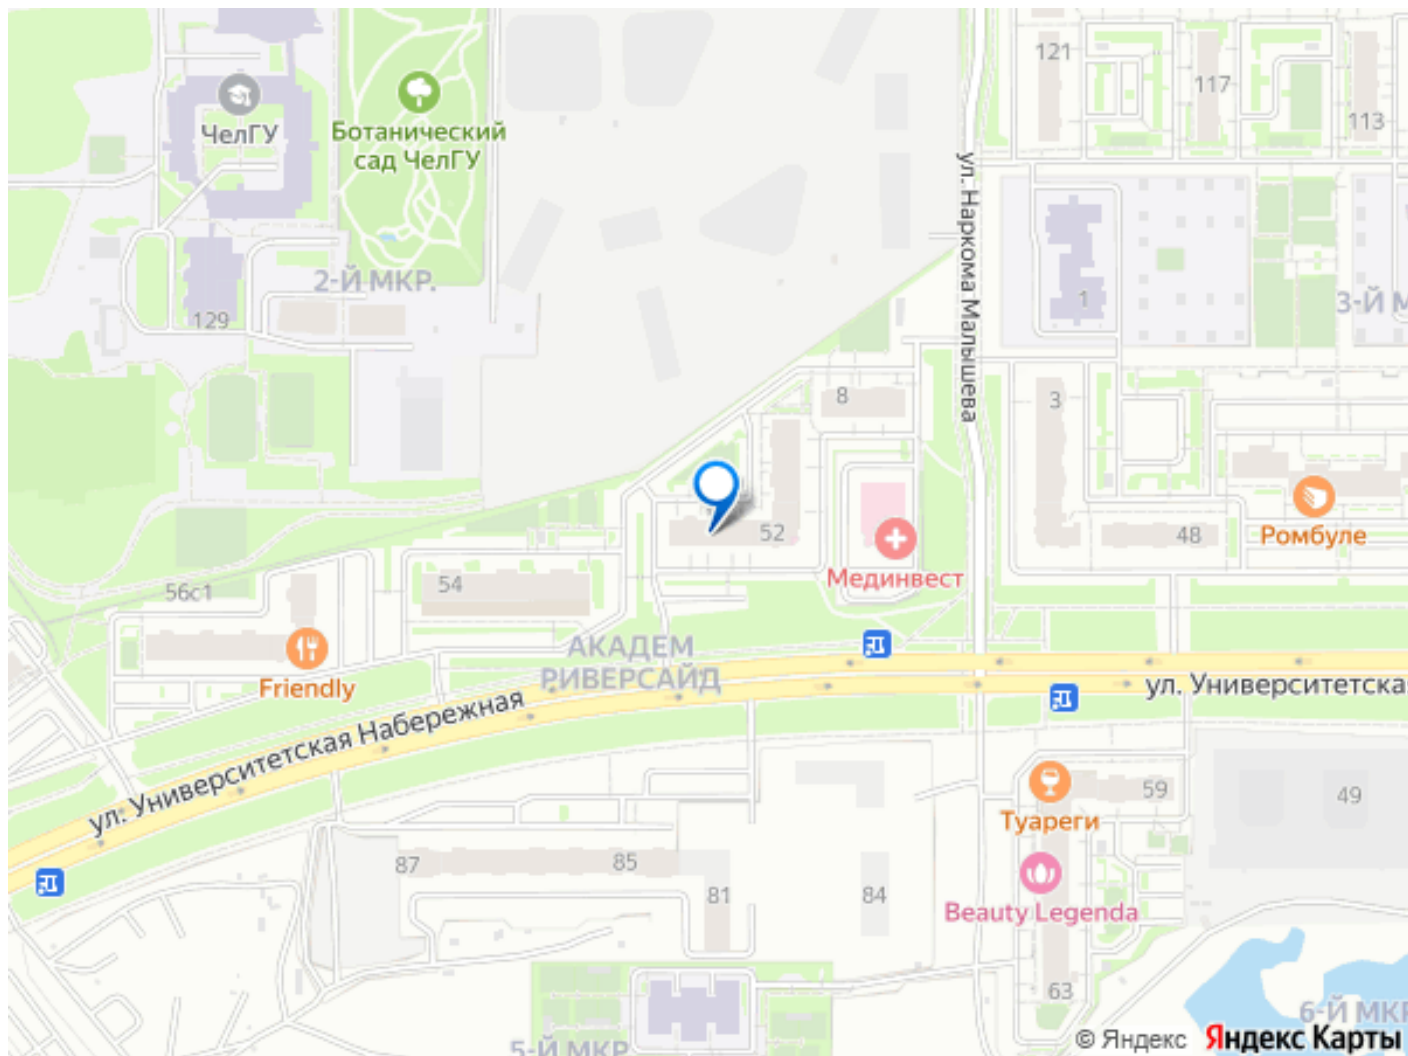 121
117
113
ЧелГУ
Ботанический
сад ЧелГУ
ул. Наркома Малышева
2-Й МКР.
129
1
3-Й М
8
3
52
48
Ромбуле
Мединвест
56с1
54
АКАДЕМ
РИВЕРСАЙД
Friendly
ул. Университетская Набережная
ул. Университетска
59
49
Туареги
87
85
81
84
Beauty Legenda
63
6-Й МКР
5-Й МКР
© Яндекс Яндекс Карты